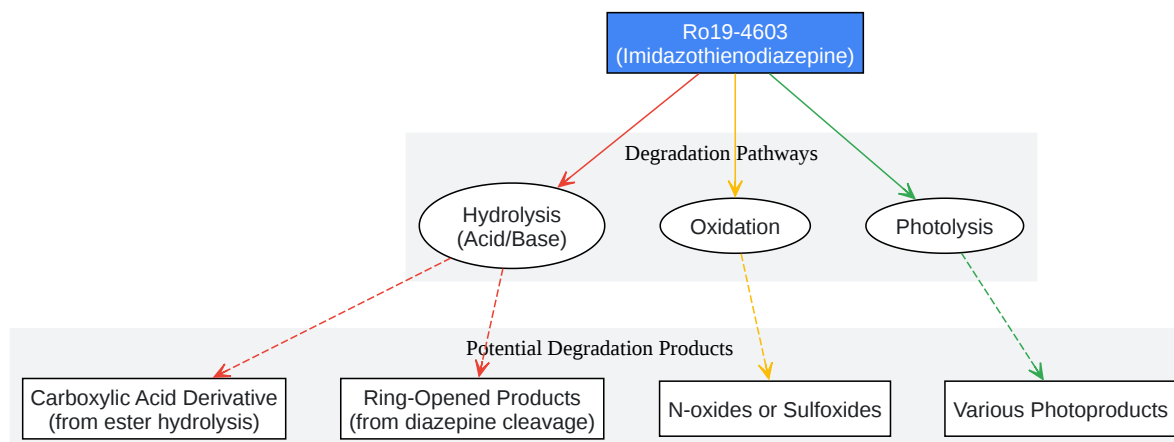 Ro19-4603
(Imidazothienodiazepine)
Degradation Pathways
Hydrolysis
(Acid/Base)
Oxidation
Photolysis
Potential Degradation Products
Carboxylic Acid Derivative
(from ester hydrolysis)
Ring-Opened Products
(from diazepine cleavage)
N-oxides or Sulfoxides
Various Photoproducts